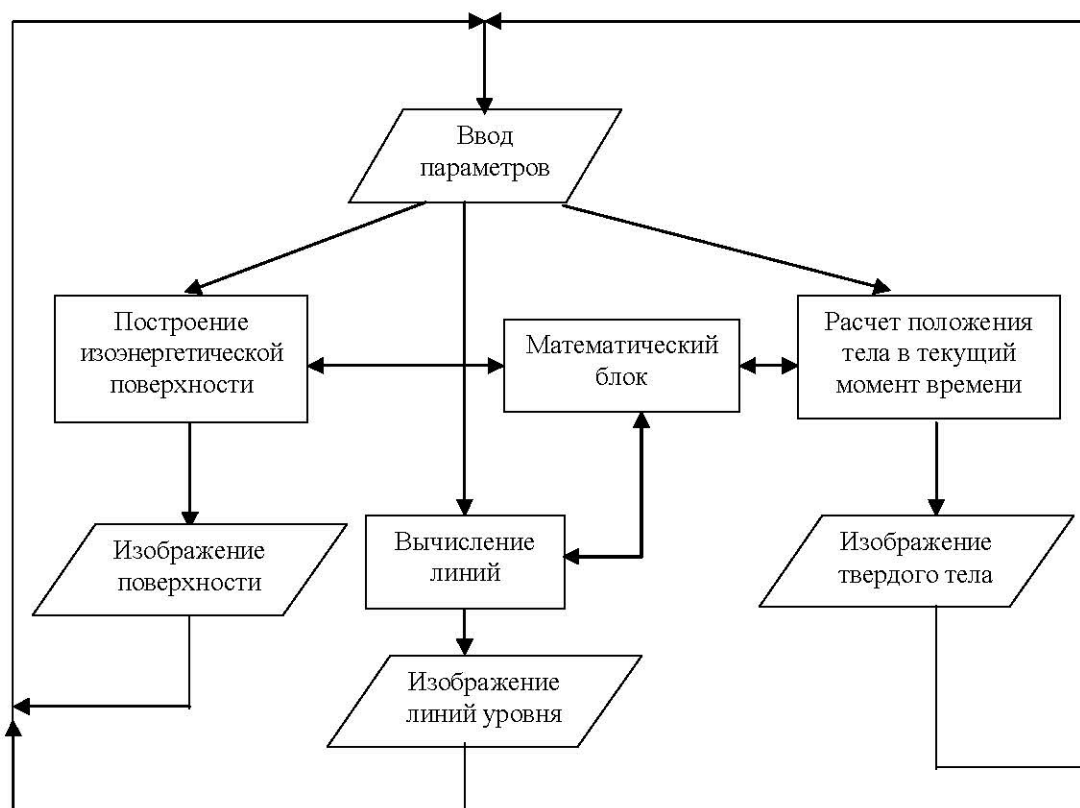 Ввод
параметров
Построение
изоэнергетической
поверхности
Математический
блок
Расчет положения
тела в текущий
момент времени
Изображение
поверхности
Вычисление
линий
Изображение
твердого тела
Изображение
линий уровня